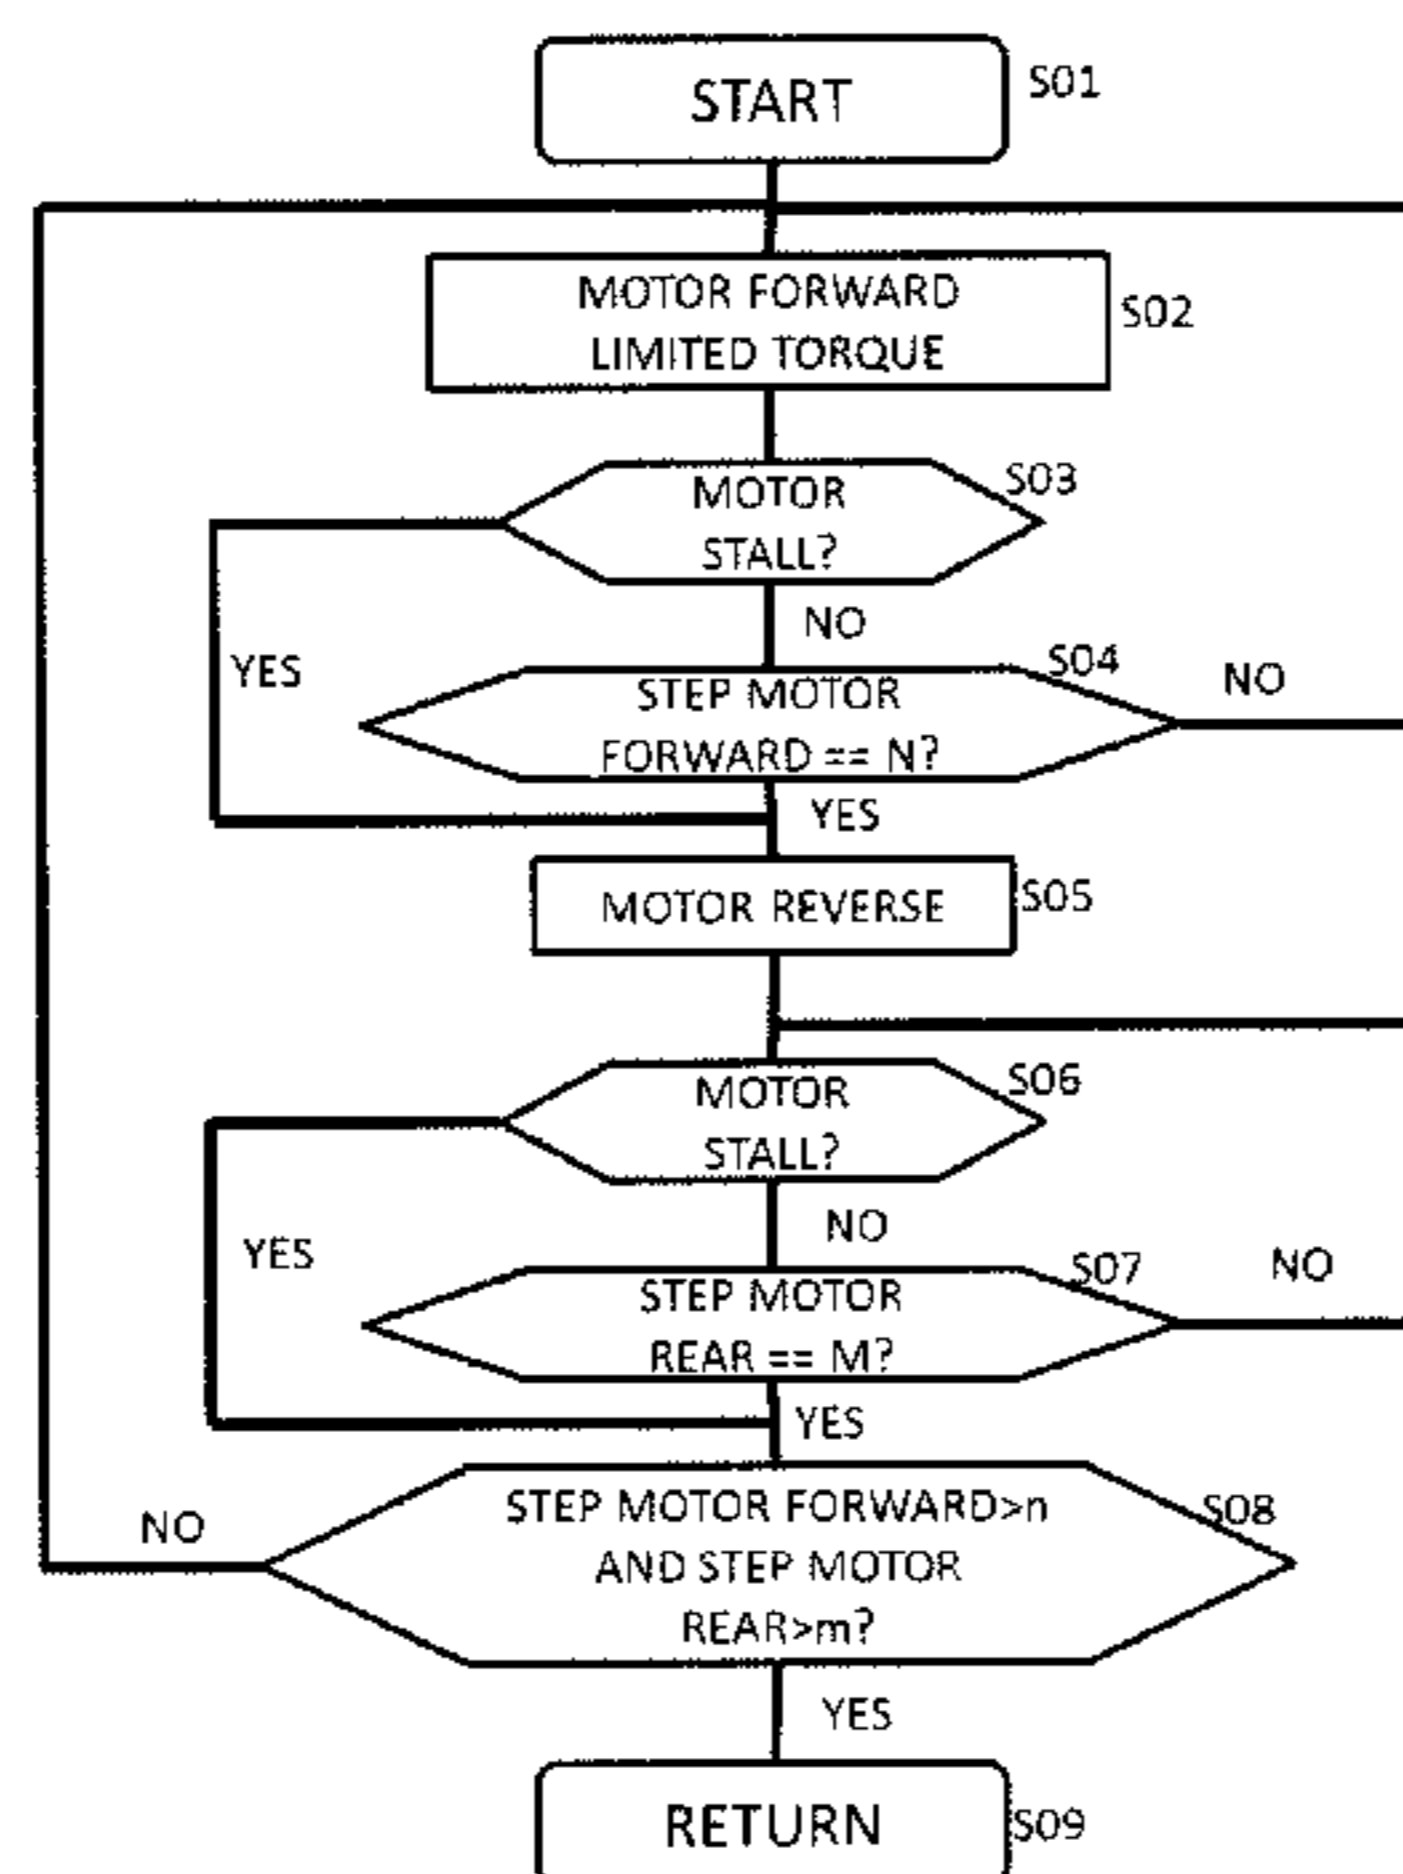 START
S01
MOTOR FORWARD
LIMITED TORQUE
S02
MOTOR
STALL?
S03
NO
YES
STEP MOTOR
FORWARD == N?
S04
NO
YES
MOTOR REVERSE
S05
MOTOR
STALL?
S06
NO
YES
STEP MOTOR
REAR == M?
S07
NO
YES
STEP MOTOR FORWARD>n
AND STEP MOTOR
REAR>m?
S08
NO
YES
RETURN
S09